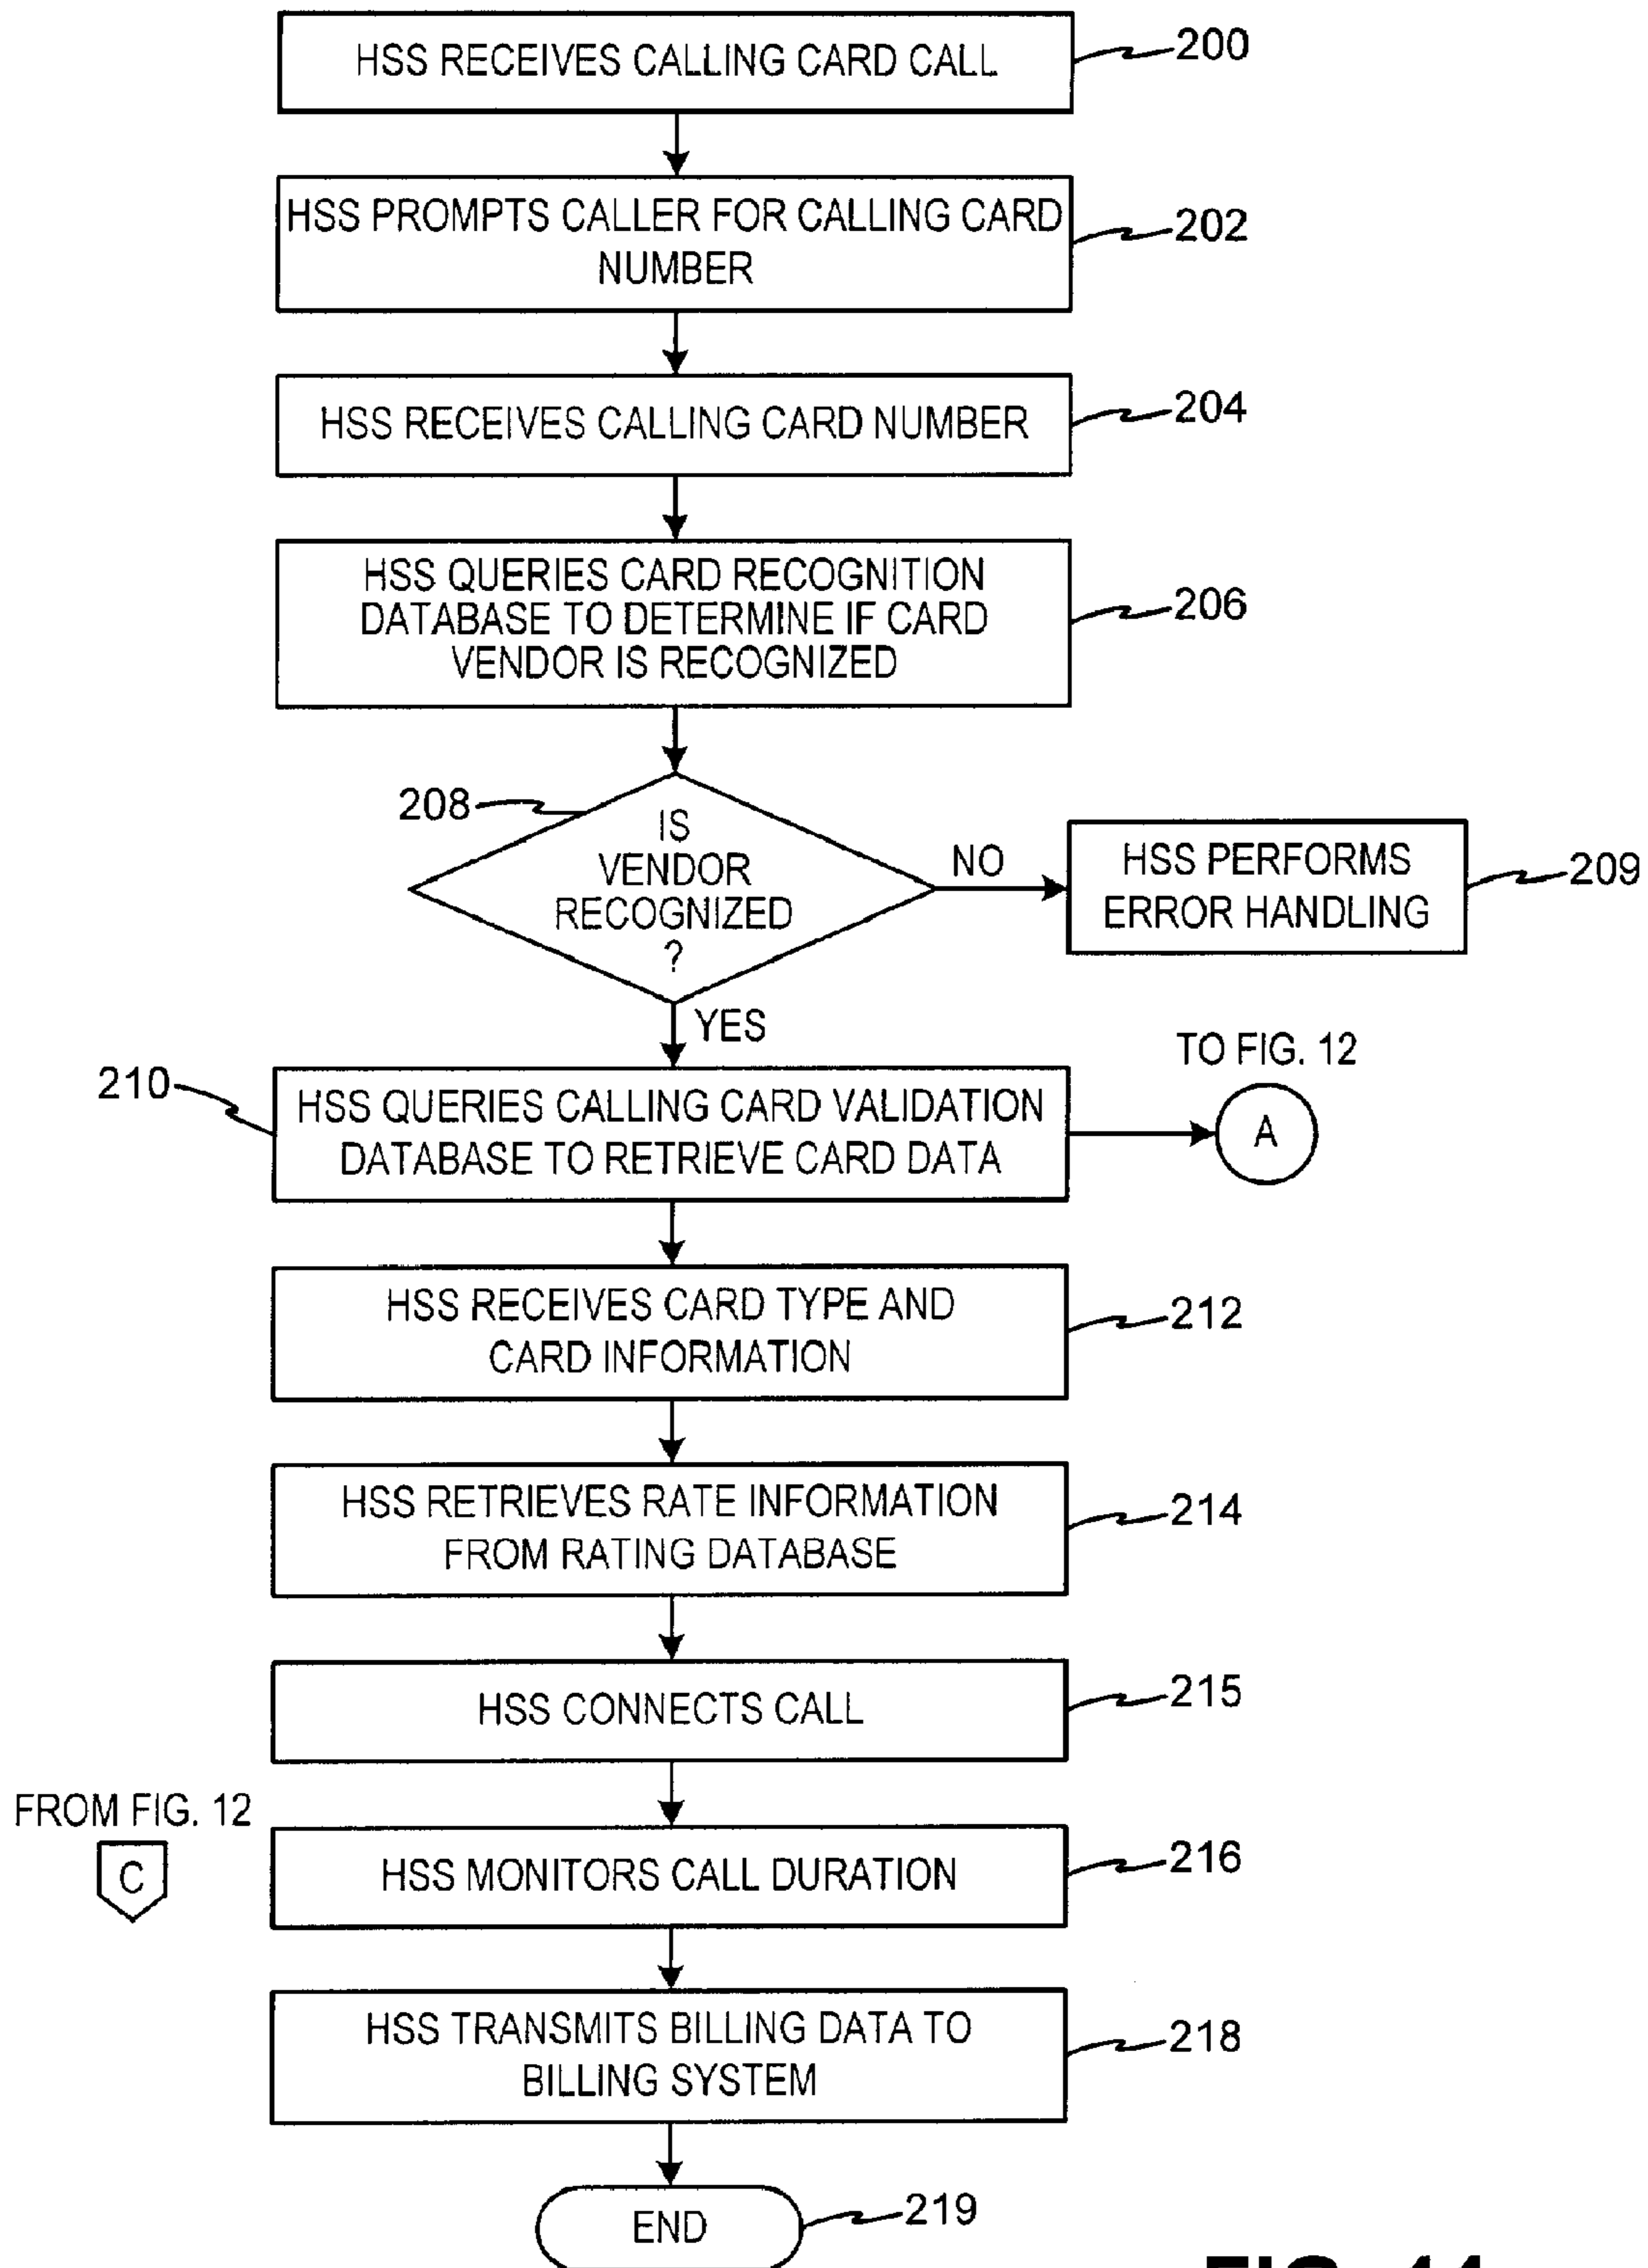 HSS RECEIVES CALLING CARD CALL
200
HSS PROMPTS CALLER FOR CALLING CARD
NUMBER
202
HSS RECEIVES CALLING CARD NUMBER
204
HSS QUERIES CARD RECOGNITION
DATABASE TO DETERMINE IF CARD
VENDOR IS RECOGNIZED
206
208
IS
VENDOR
RECOGNIZED
?
NO
HSS PERFORMS
ERROR HANDLING
209
YES
TO FIG. 12
210
HSS QUERIES CALLING CARD VALIDATION
DATABASE TO RETRIEVE CARD DATA
A
HSS RECEIVES CARD TYPE AND
CARD INFORMATION
212
HSS RETRIEVES RATE INFORMATION
FROM RATING DATABASE
214
HSS CONNECTS CALL
215
FROM FIG. 12
C
HSS MONITORS CALL DURATION
216
HSS TRANSMITS BILLING DATA TO
BILLING SYSTEM
218
END
219